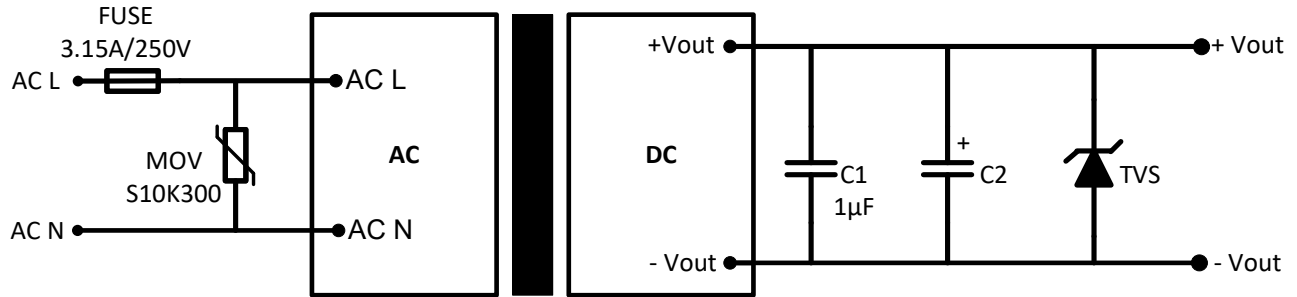 FUSE
3.15A/250V
AC L
AC L
MOV
S10K300
AC N
AC N
AC
DC
+Vout
- Vout
C1
1µF
+
C2
TVS
+ Vout
- Vout